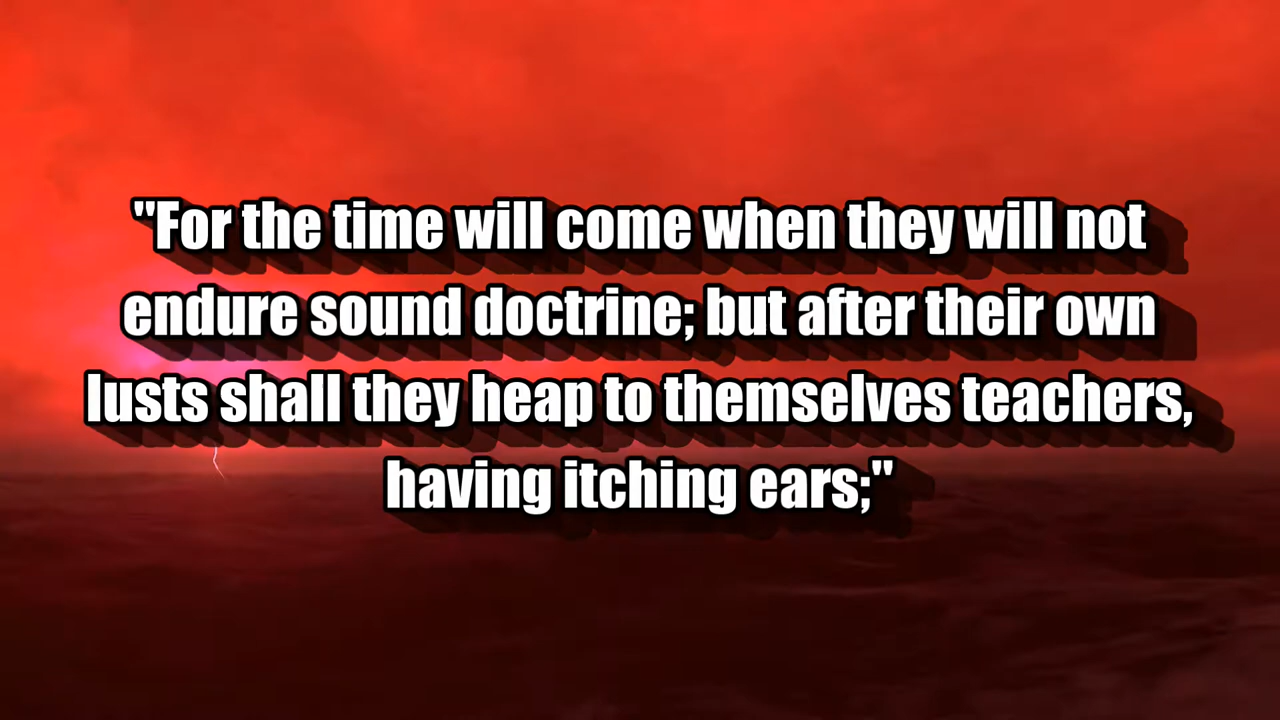 "For the time will come when they will not
endure sound doctrine; but after their own
lusts shall they heap to themselves teachers,
having itching ears;"